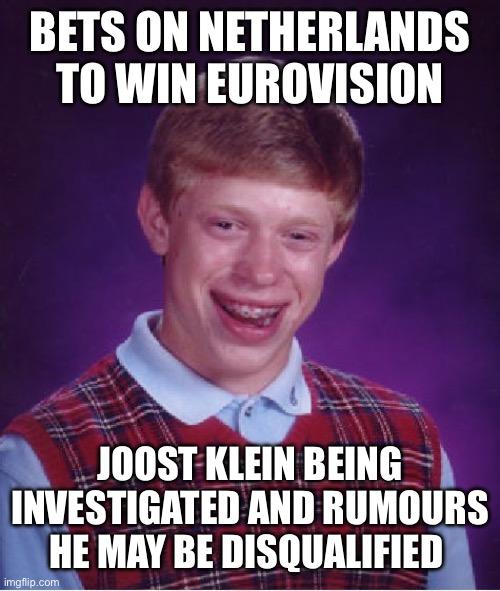 BETS ON NETHERLANDS
TO WIN EUROVISION
JOOST KLEIN BEING
INVESTIGATED AND RUMOURS
HE MAY BE DISQUALIFIED
imgflip.com